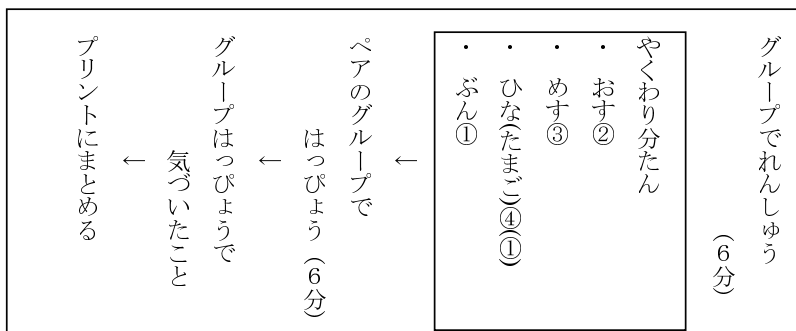 グループでれんしゅう
（６分）
やくわり分たん
・　おす②
・　めす③
・　ひな(たまご)④(①)
・　ぶん①
←
ペアのグループで
はっぴょう（６分）
←
グループはっぴょうで
気づいたこと
←
プリントにまとめる